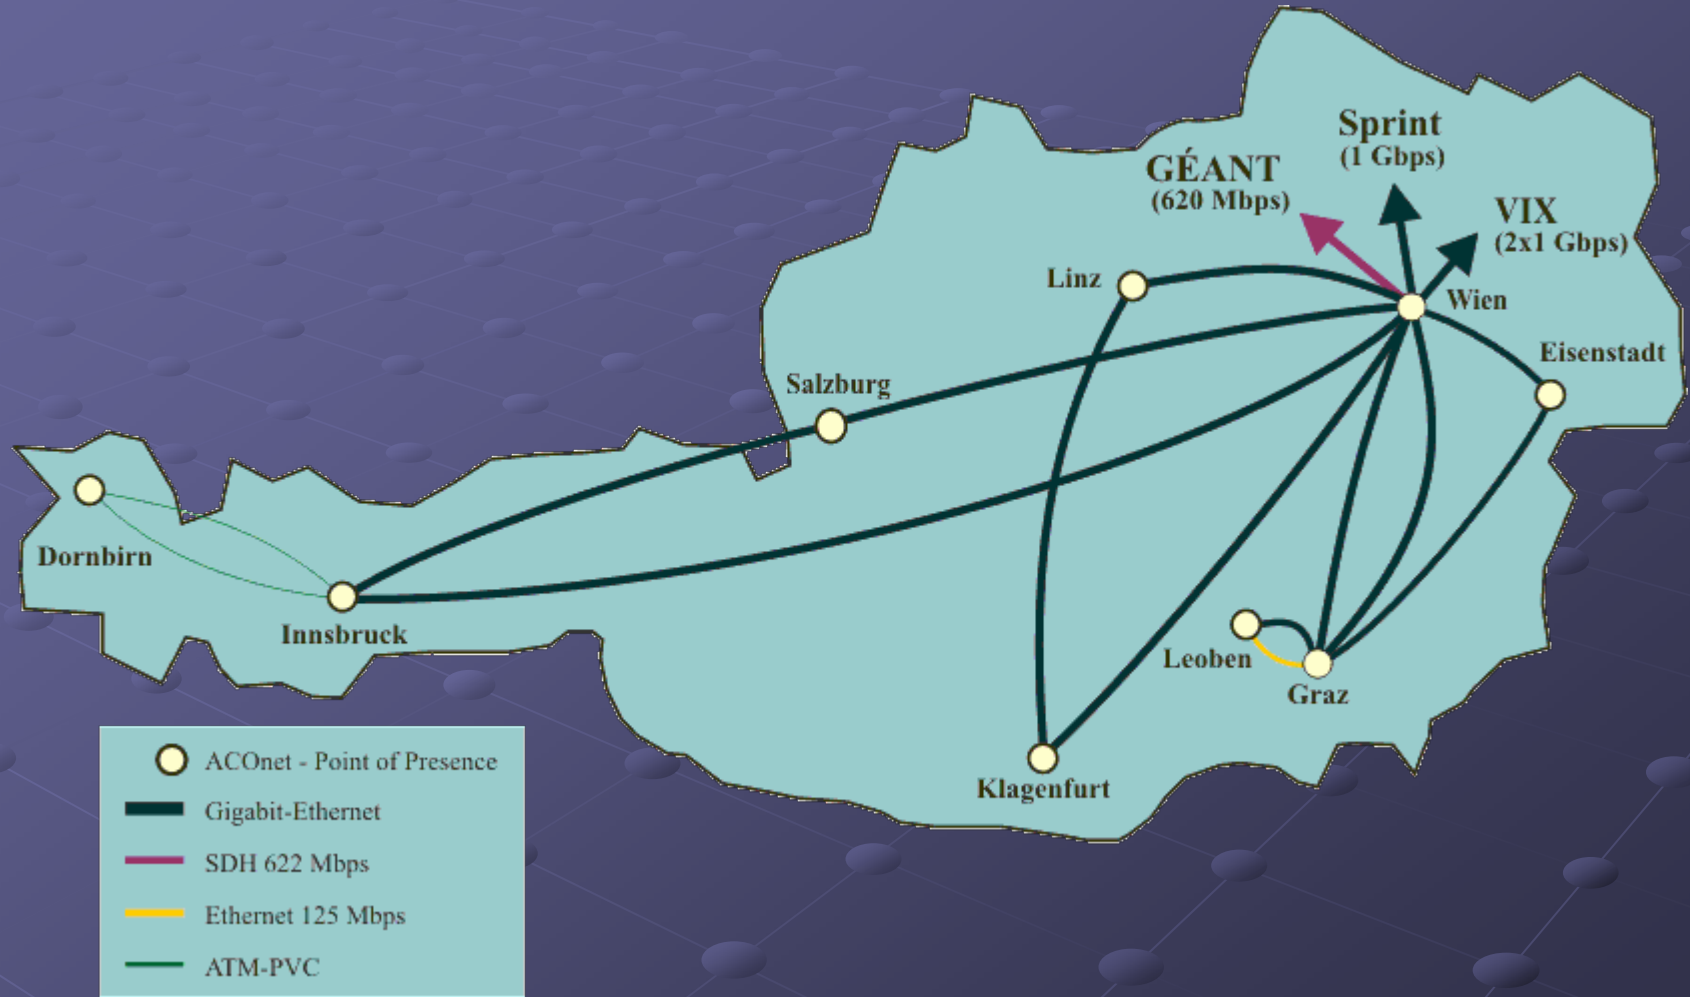 Sprint
(1 Gbps)
GÉANT
(620 Mbps)
VIX
(2x1 Gbps)
Linz
Wien
Eisenstadt
Salzburg
Dornbirn
Innsbruck
Leoben
Graz
Klagenfurt
ACOnet - Point of Presence
Gigabit-Ethernet
SDH 622 Mbps
Ethernet 125 Mbps
ATM-PVC